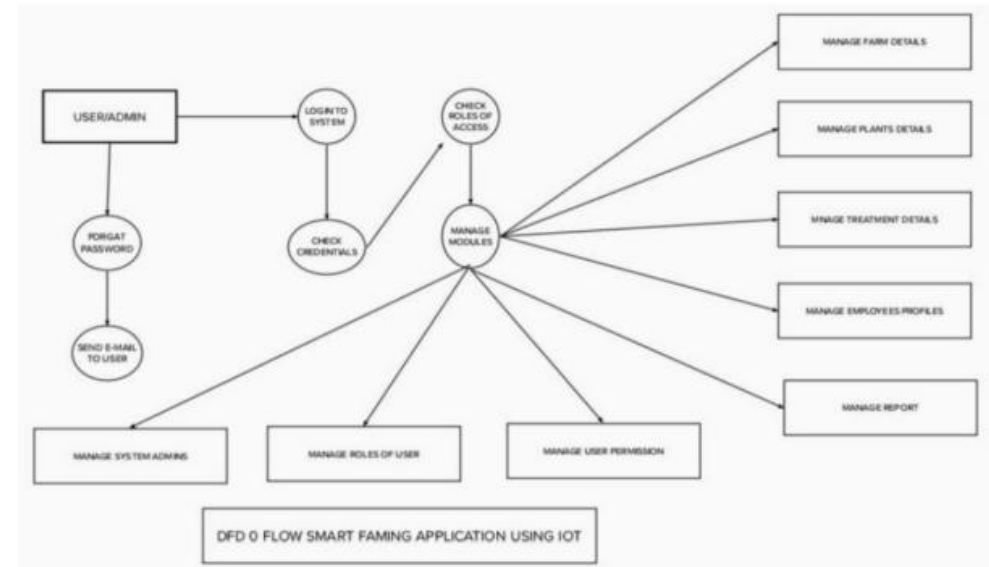 MANAGE FARM DETAILS
USER/ADMIN
LOGIN TO
SYSTEM
CHECK
ROLES OF
ACCESS
MANAGE PLANTS DETAILS
FORGAT
PASSWORD
CHECK
CREDENTIALS
MANAGE
MODULES
MNAGE TREATMENT DETAILS
MANAGE EMPLOYEES PROFILES
SEND E-MAIL
TO USER
MANAGE REPORT
MANAGE SYSTEM ADMINS
MANAGE ROLES OF USER
MANAGE USER PERMISSION
DFD 0 FLOW SMART FAMING APPLICATION USING IOT